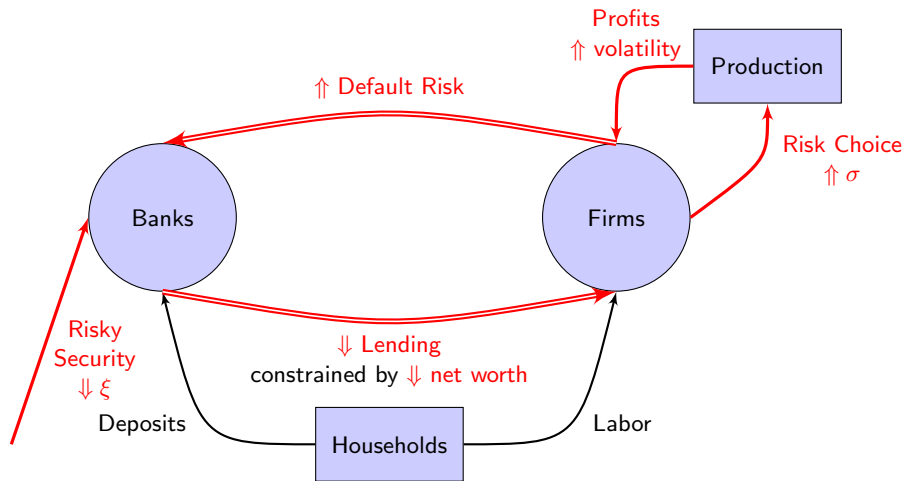 Profits
⇑ volatility
Production
⇑ Default Risk
Risk Choice
⇑ σ
Banks
Firms
Risky
Security
⇓ ξ
⇓ Lending
constrained by ⇓ net worth
Deposits
Households
Labor